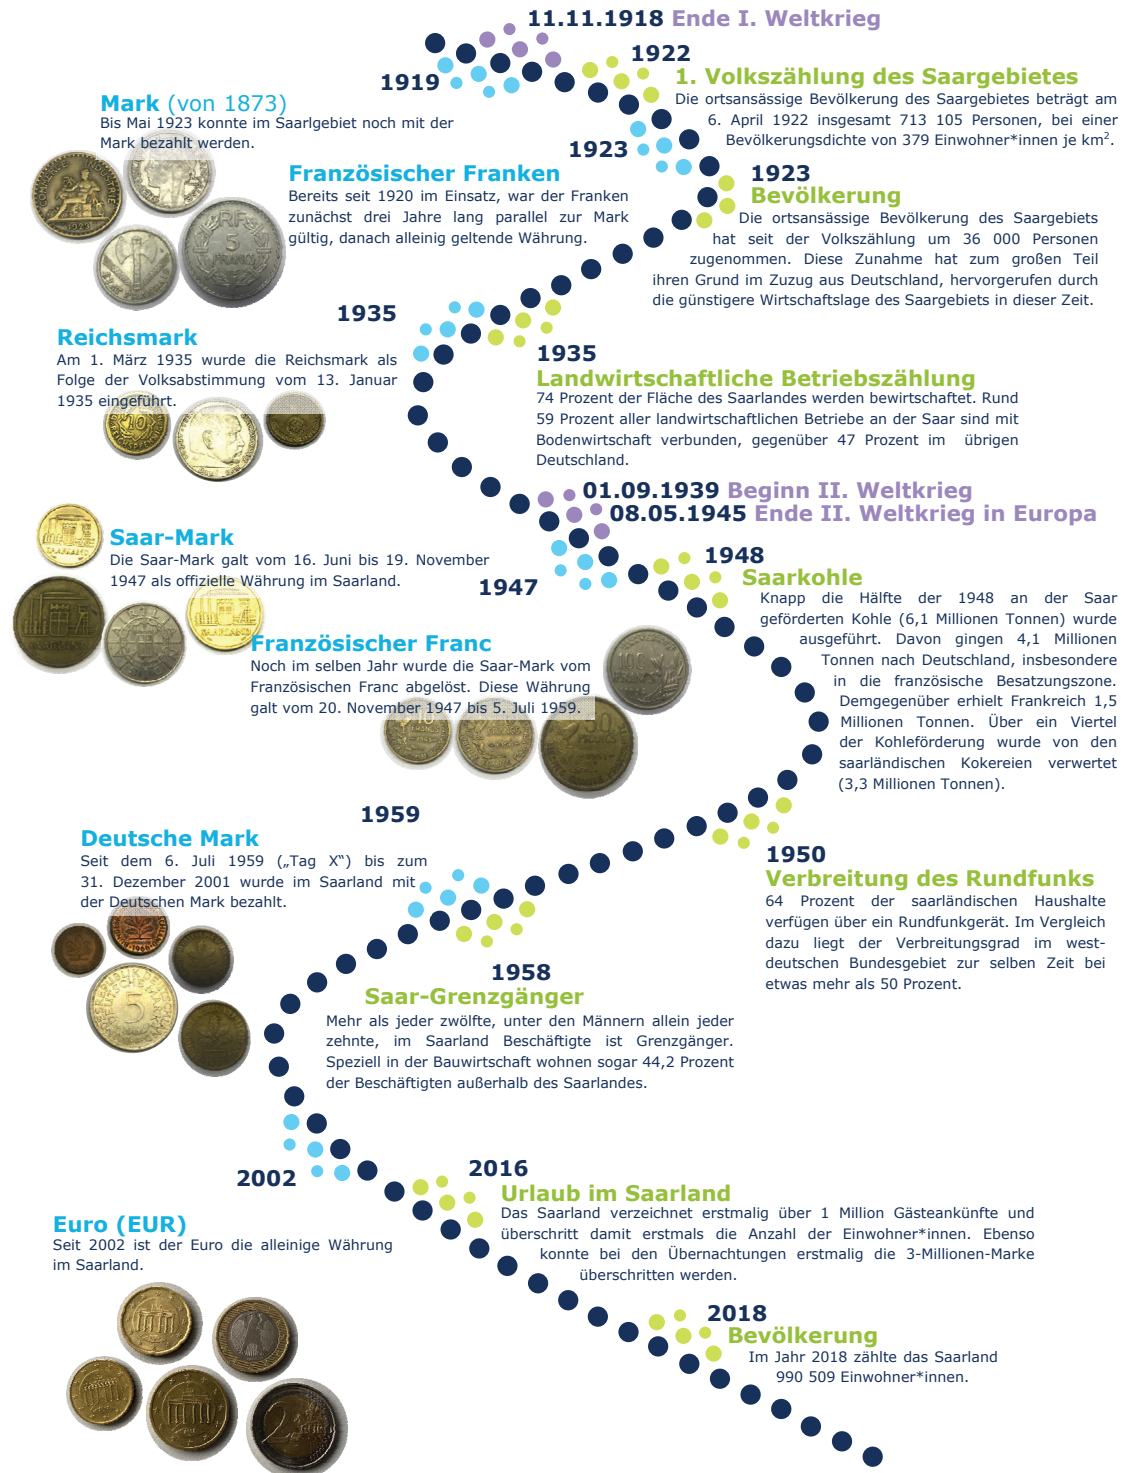 11.11.1918 Ende I. Weltkrieg
1919
1922
1. Volkszählung des Saargebietes
Die ortsansässige Bevölkerung des Saargebietes beträgt am
6. April 1922 insgesamt 713 105 Personen, bei einer
Bevölkerungsdichte von 379 Einwohner*innen je km².
Mark (von 1873)
Bis Mai 1923 konnte im Saarlgebiet noch mit der
Mark bezahlt werden.
1923
Französischer Franken
Bereits seit 1920 im Einsatz, war der Franken
zunächst drei Jahre lang parallel zur Mark
gültig, danach alleinig geltende Währung.
1923
Bevölkerung
Die ortsansässige Bevölkerung des Saargebiets
hat seit der Volkszählung um 36 000 Personen
zugenommen. Diese Zunahme hat zum großen Teil
ihren Grund im Zuzug aus Deutschland, hervorgerufen durch
die günstigere Wirtschaftslage des Saargebiets in dieser Zeit.
RF
5
FRANCS
1923
1935
Reichsmark
Am 1. März 1935 wurde die Reichsmark als
Folge der Volksabstimmung vom 13. Januar
1935 eingeführt.
10
1935
Landwirtschaftliche Betriebszählung
74 Prozent der Fläche des Saarlandes werden bewirtschaftet. Rund
59 Prozent aller landwirtschaftlichen Betriebe an der Saar sind mit
Bodenwirtschaft verbunden, gegenüber 47 Prozent im übrigen
Deutschland.
01.09.1939 Beginn II. Weltkrieg
08.05.1945 Ende II. Weltkrieg in Europa
Saar-Mark
Die Saar-Mark galt vom 16. Juni bis 19. November
1947 als offizielle Währung im Saarland.
SAARLAND
1947
1948
Saarkohle
Knapp die Hälfte der 1948 an der Saar
geförderten Kohle (6,1 Millionen Tonnen) wurde
ausgeführt. Davon gingen 4,1 Millionen
Tonnen nach Deutschland, insbesondere
in die französische Besatzungszone.
Demgegenüber erhielt Frankreich 1,5
Millionen Tonnen. Über ein Viertel
der Kohleförderung wurde von den
saarländischen Kokereien verwertet
(3,3 Millionen Tonnen).
Französischer Franc
Noch im selben Jahr wurde die Saar-Mark vom
Französischen Franc abgelöst. Diese Währung
galt vom 20. November 1947 bis 5. Juli 1959.
100
FRANCS
10
FRANCS
1959
Deutsche Mark
Seit dem 6. Juli 1959 („Tag X“) bis zum
31. Dezember 2001 wurde im Saarland mit
der Deutschen Mark bezahlt.
5
DEUTSCHE MARK
1950
Verbreitung des Rundfunks
64 Prozent der saarländischen Haushalte
verfügen über ein Rundfunkgerät. Im Vergleich
dazu liegt der Verbreitungsgrad im west-
deutschen Bundesgebiet zur selben Zeit bei
etwas mehr als 50 Prozent.
1958
Saar-Grenzgänger
Mehr als jeder zwölfte, unter den Männern allein jeder
zehnte, im Saarland Beschäftigte ist Grenzgänger.
Speziell in der Bauwirtschaft wohnen sogar 44,2 Prozent
der Beschäftigten außerhalb des Saarlandes.
2002
Euro (EUR)
Seit 2002 ist der Euro die alleinige Währung
im Saarland.
2
2016
Urlaub im Saarland
Das Saarland verzeichnet erstmalig über 1 Million Gästeankünfte und
überschritt damit erstmals die Anzahl der Einwohner*innen. Ebenso
konnte bei den Übernachtungen erstmalig die 3-Millionen-Marke
überschritten werden.
2018
Bevölkerung
Im Jahr 2018 zählte das Saarland
990 509 Einwohner*innen.